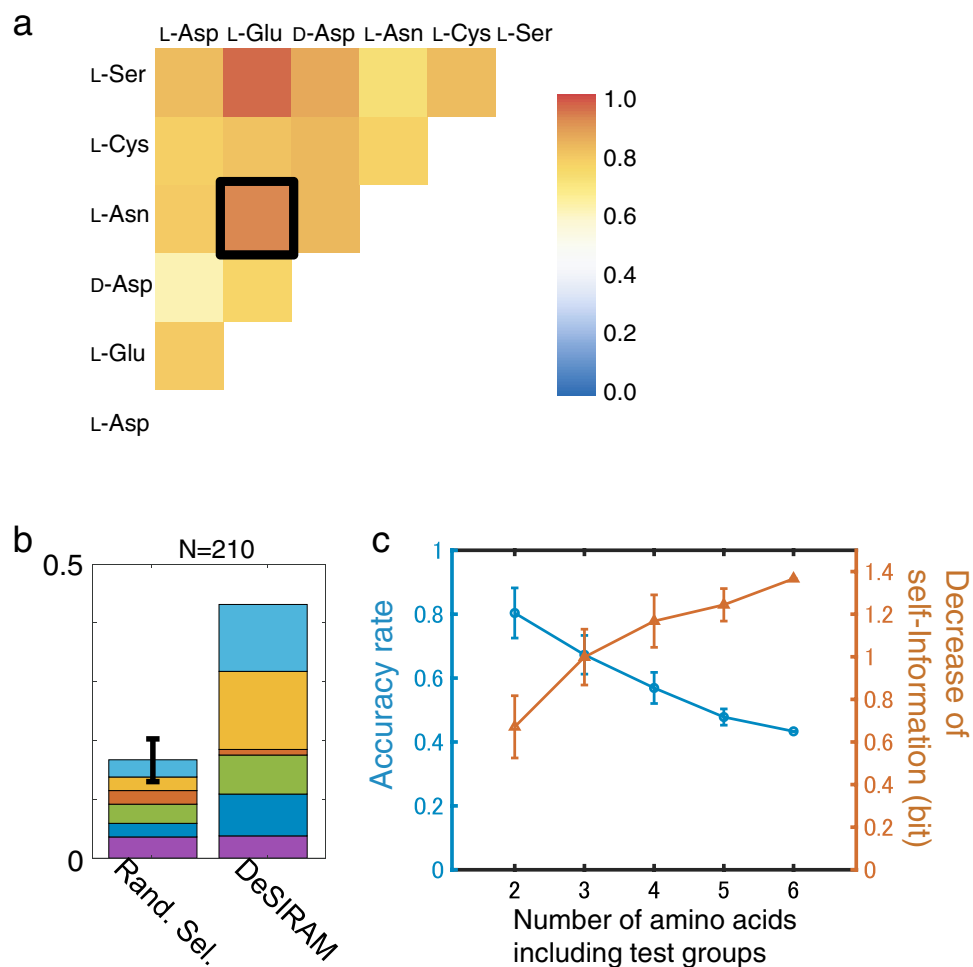 a
L-Asp L-Glu D-Asp L-Asn L-Cys L-Ser
L-Ser
L-Cys
L-Asn
D-Asp
L-Glu
L-Asp
1.0
0.8
0.6
0.4
0.2
0.0
b
N=210
0.5
0
Rand. Sel.
DeSIRAM
c
Accuracy rate
1
0.8
0.6
0.4
0.2
0
2 3 4 5 6
Number of amino acids
including test groups
1.4
1.2
1
0.8
0.6
0.4
0.2
0
Decrease of
self-Information (bit)